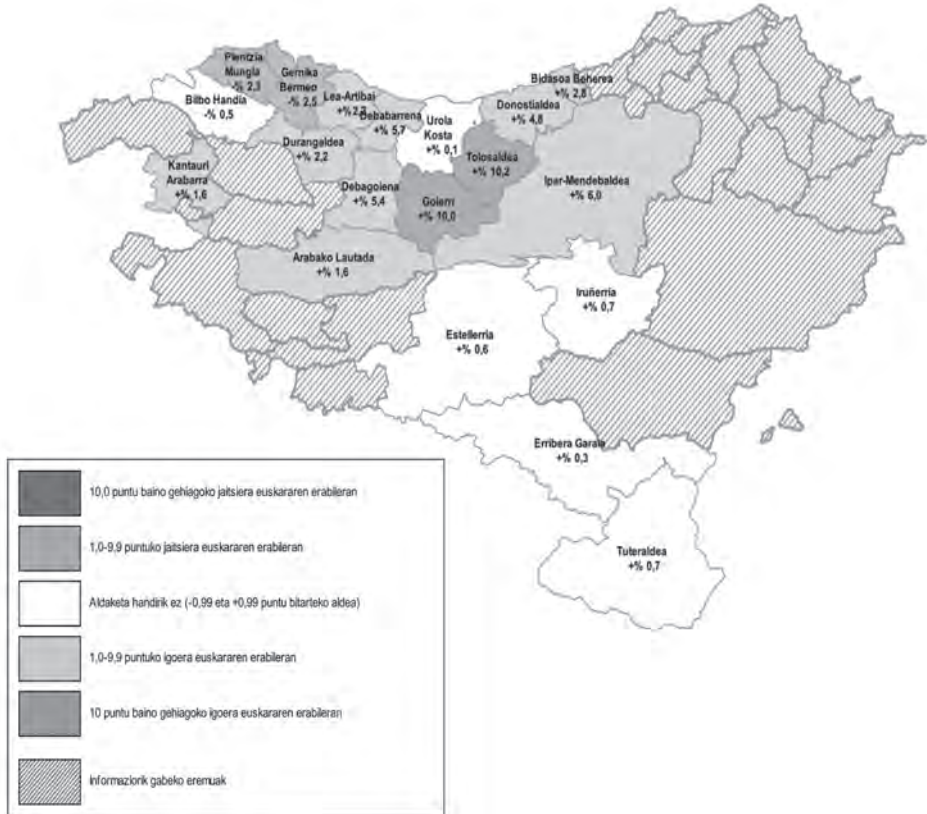 Plentzia
Mungia
-% 2,3
Gernika
Bermeo
-% 2,5
Lea-Artibai
Bidasoa Beherea
+% 2,8
Bilbo Handia
-% 0,5
Debabarrena
+% 5,7
Urola
Kosta
+% 0,1
Donostialdea
+% 4,8
Durangaldea
+% 2,2
Tolosaldea
+% 10,2
Kantauri
Arabarra
+% 1,6
Debagoiena
+% 5,4
Goierri
+% 10,0
Ipar-Mendebaldea
+% 6,0
Arabako Lautada
+% 1,6
Iruñerria
+% 0,7
Estellerria
+% 0,6
Erribera Garaia
+% 0,3
Tuteraldea
+% 0,7
10,0 puntu baino gehiagoko jaitsiera euskararen erabileran
1,0-9,9 puntuko jaitsiera euskararen erabileran
Aldaketa handirik ez (-0,99 eta +0,99 puntu bitarteko aldea)
1,0-9,9 puntuko igoera euskararen erabileran
10 puntu baino gehiagoko igoera euskararen erabileran
Informaziorik gabeko eremuak